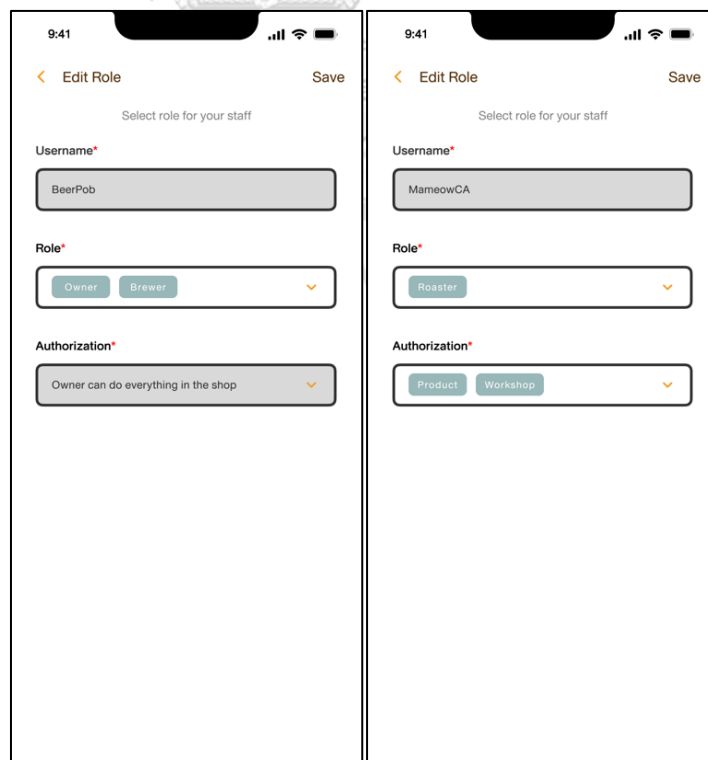 9:41
Edit Role
Save
Select role for your staff
Username*
BeerPob
Role*
Owner Brewer
Authorization*
Owner can do everything in the shop
9:41
Edit Role
Save
Select role for your staff
Username*
MameowCA
Role*
Roaster
Authorization*
Product Workshop